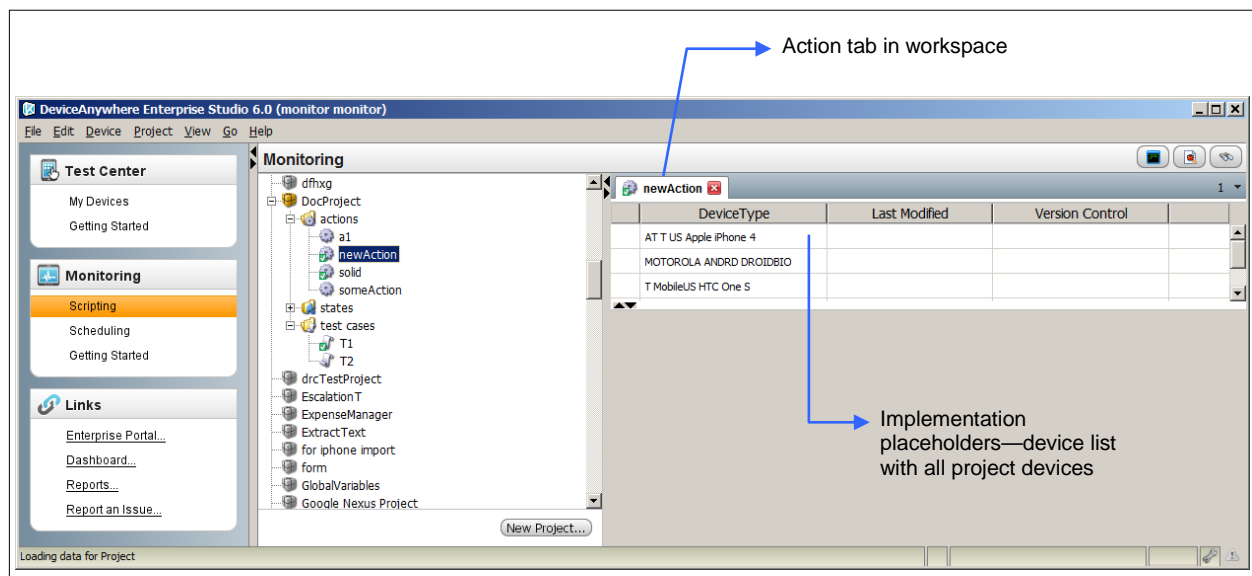 Action tab in workspace
DeviceAnywhere Enterprise Studio 6.0 (monitor monitor)
File Edit Device Project View Go Help
Test Center
My Devices
Getting Started
Monitoring
Scripting
Scheduling
Getting Started
Links
Enterprise Portal...
Dashboard...
Reports...
Report an Issue...
Monitoring
dfhxg
DocProject
actions
a1
newAction
solid
someAction
states
test cases
T1
T2
drcTestProject
EscalationT
ExpenseManager
ExtractText
for iphone import
form
GlobalVariables
Google Nexus Project
New Project...
newAction
1
DeviceType Last Modified Version Control
AT T US Apple iPhone 4
MOTOROLA ANDRD DROIDBIO
T MobileUS HTC One S
Implementation
placeholders—device list
with all project devices
Loading data for Project